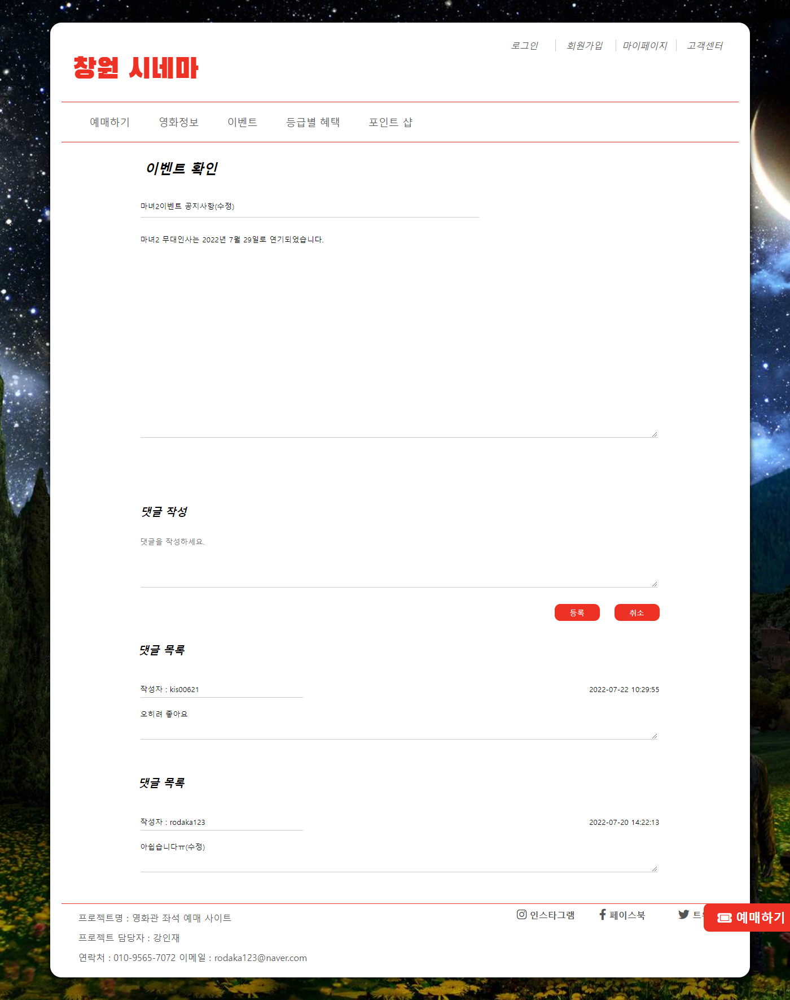 로그인
회원가입
마이페이지
고객센터
창원 시네마
예매하기
영화정보
이벤트
등급별 혜택
포인트 샵
이벤트 확인
마녀2이벤트 공지사항(수정)
마녀2 무대인사는 2022년 7월 29일로 연기되었습니다.
댓글 작성
댓글을 작성하세요.
등록
취소
댓글 목록
작성자 : kis00621
2022-07-22 10:29:55
오히려 좋아요
댓글 목록
작성자 : rodaka123
2022-07-20 14:22:13
아쉽습니다ㅠ(수정)
프로젝트명 : 영화관 좌석 예매 사이트
인스타그램
페이스북
예매하기
프로젝트 담당자 : 강인재
연락처 : 010-9565-7072 이메일 : rodaka123@naver.com